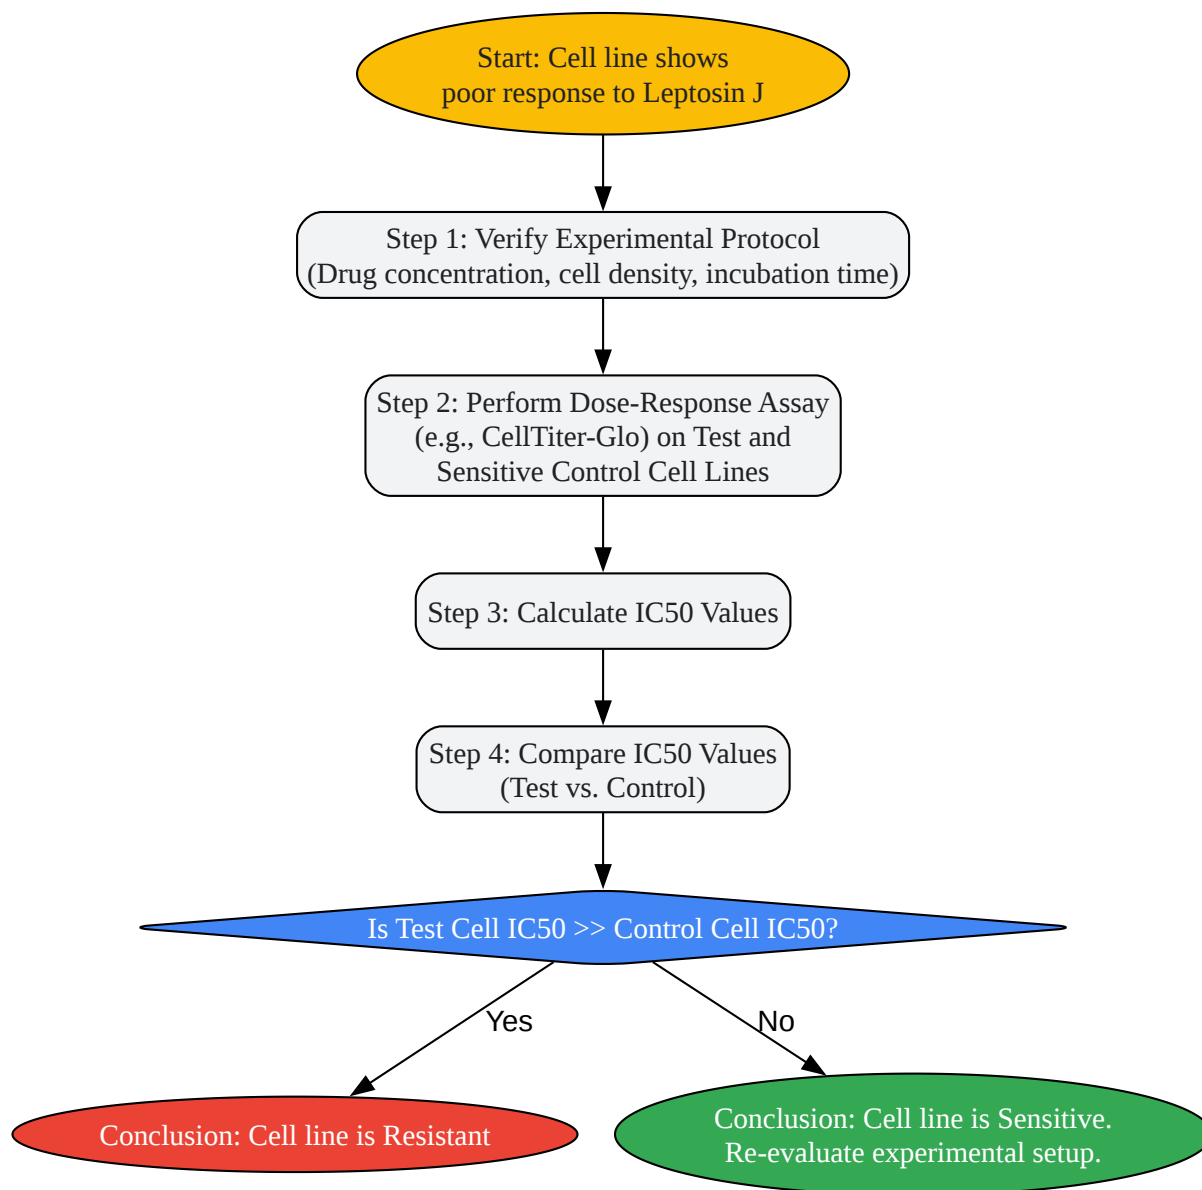 Start: Cell line shows
poor response to Leptosin J
Step 1: Verify Experimental Protocol
(Drug concentration, cell density, incubation time)
Step 2: Perform Dose-Response Assay
(e.g., CellTiter-Glo) on Test and
Sensitive Control Cell Lines
Step 3: Calculate IC50 Values
Step 4: Compare IC50 Values
(Test vs. Control)
Is Test Cell IC50 >> Control Cell IC50?
Yes
No
Conclusion: Cell line is Resistant
Conclusion: Cell line is Sensitive.
Re-evaluate experimental setup.